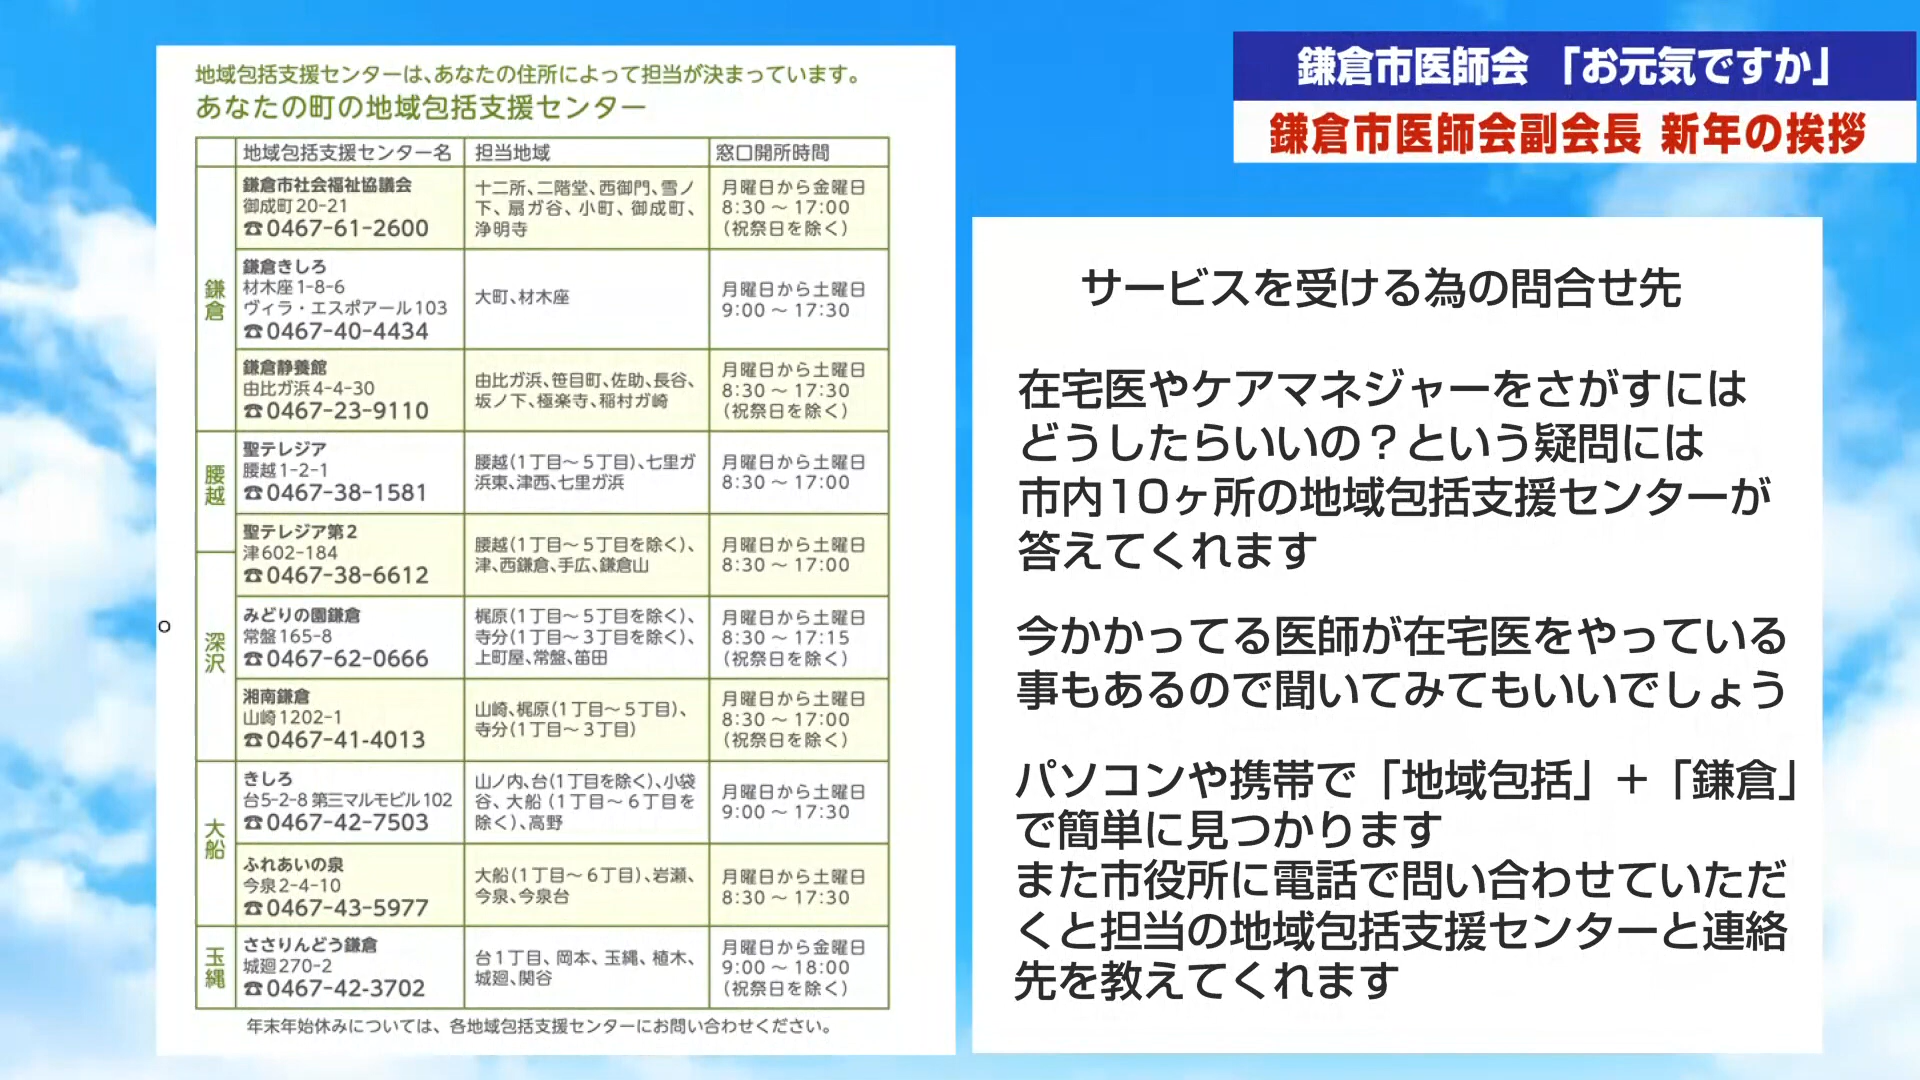 鎌倉市医師会 「お元気ですか」
鎌倉市医師会副会長 新年の挨拶
地域包括支援センターは、あなたの住所によって担当が決まっています。
あなたの町の地域包括支援センター
地域包括支援センター名 担当地域 窓口開所時間
鎌倉
鎌倉市社会福祉協議会
御成町20-21
☎0467-61-2600
十二所、二階堂、西御門、雪ノ
下、扇ガ谷、小町、御成町、
浄明寺
月曜日から金曜日
8:30～17:00
（祝祭日を除く）
鎌倉きしろ
材木座1-8-6
ヴィラ・エスポアール103
☎0467-40-4434
大町、材木座
月曜日から土曜日
9:00～17:30
鎌倉静養館
由比ガ浜4-4-30
☎0467-23-9110
由比ガ浜、笹目町、佐助、長谷、
坂ノ下、極楽寺、稲村ガ崎
月曜日から土曜日
8:30～17:30
（祝祭日を除く）
腰越
聖テレジア
腰越1-2-1
☎0467-38-1581
腰越（1丁目～5丁目）、七里ガ
浜東、津西、七里ガ浜
月曜日から土曜日
8:30～17:00
聖テレジア第2
津602-184
☎0467-38-6612
腰越（1丁目～5丁目を除く）、
津、西鎌倉、手広、鎌倉山
月曜日から土曜日
8:30～17:00
深沢
みどりの園鎌倉
常盤165-8
☎0467-62-0666
梶原（1丁目～5丁目を除く）、
寺分（1丁目～3丁目を除く）、
上町屋、常盤、笛田
月曜日から土曜日
8:30～17:15
（祝祭日を除く）
湘南鎌倉
山崎1202-1
☎0467-41-4013
山崎、梶原（1丁目～5丁目）、
寺分（1丁目～3丁目）
月曜日から土曜日
8:30～17:00
（祝祭日を除く）
大船
きしろ
台5-2-8 第三マルモビル102
☎0467-42-7503
山ノ内、台（1丁目を除く）、小袋
谷、大船（1丁目～6丁目を
除く）、高野
月曜日から土曜日
9:00～17:30
ふれあいの泉
今泉2-4-10
☎0467-43-5977
大船（1丁目～6丁目）、岩瀬、
今泉、今泉台
月曜日から土曜日
8:30～17:30
玉縄
ささりんどう鎌倉
城廻270-2
☎0467-42-3702
台1丁目、岡本、玉縄、植木、
城廻、関谷
月曜日から金曜日
9:00～18:00
（祝祭日を除く）
年末年始休みについては、各地域包括支援センターにお問い合わせください。
サービスを受ける為の問合せ先
在宅医やケアマネジャーをさがすには
どうしたらいいの？という疑問には
市内10ヶ所の地域包括支援センターが
答えてくれます
今かかってる医師が在宅医をやっている
事もあるので聞いてみてもいいでしょう
パソコンや携帯で「地域包括」＋「鎌倉」
で簡単に見つかります
また市役所に電話で問い合わせていただ
くと担当の地域包括支援センターと連絡
先を教えてくれます